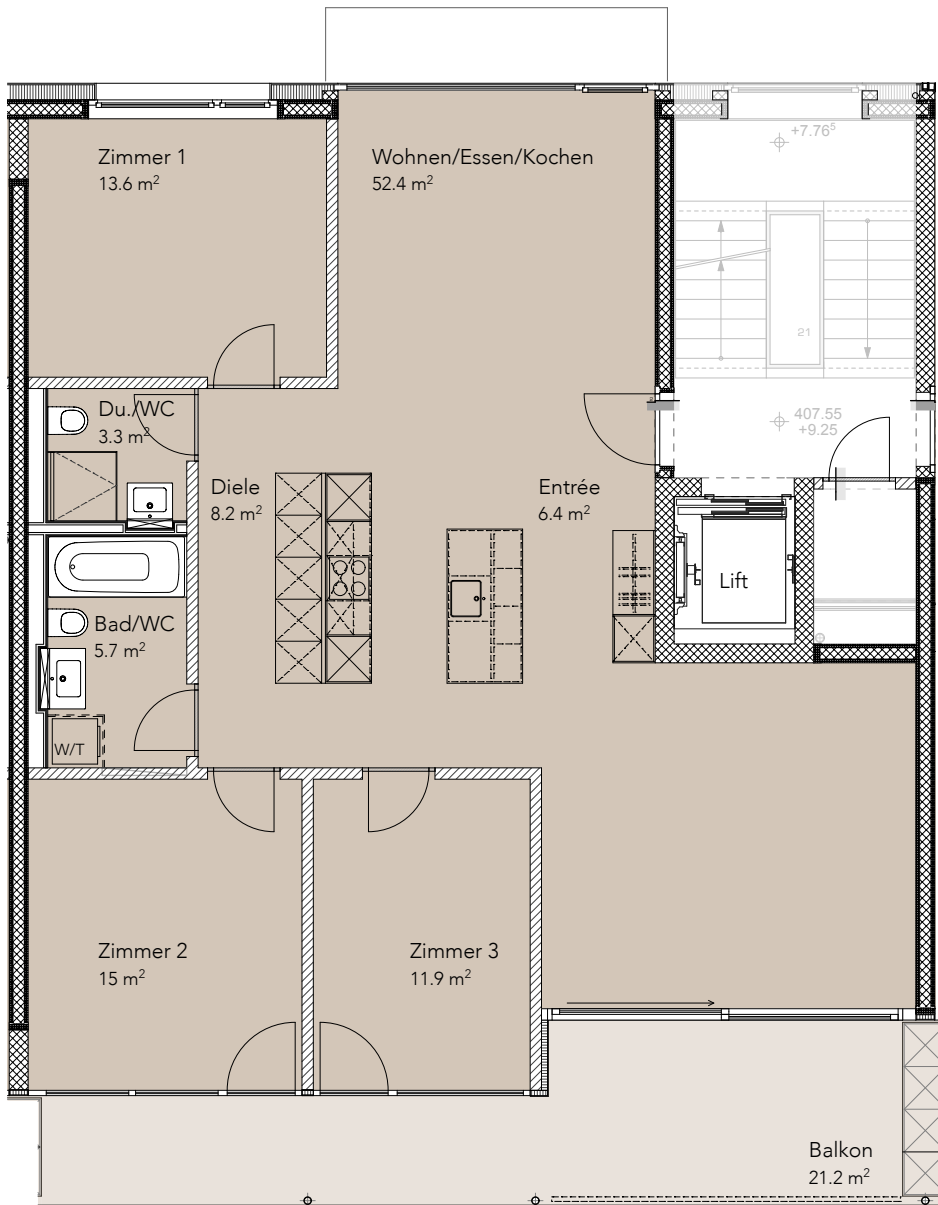 +7.76⁵
Zimmer 1
13.6 m²
Wohnen/Essen/Kochen
52.4 m²
21
Du./WC
3.3 m²
407.55
+9.25
Diele
8.2 m²
Entrée
6.4 m²
Lift
Bad/WC
5.7 m²
W/T
Zimmer 2
15 m²
Zimmer 3
11.9 m²
Balkon
21.2 m²